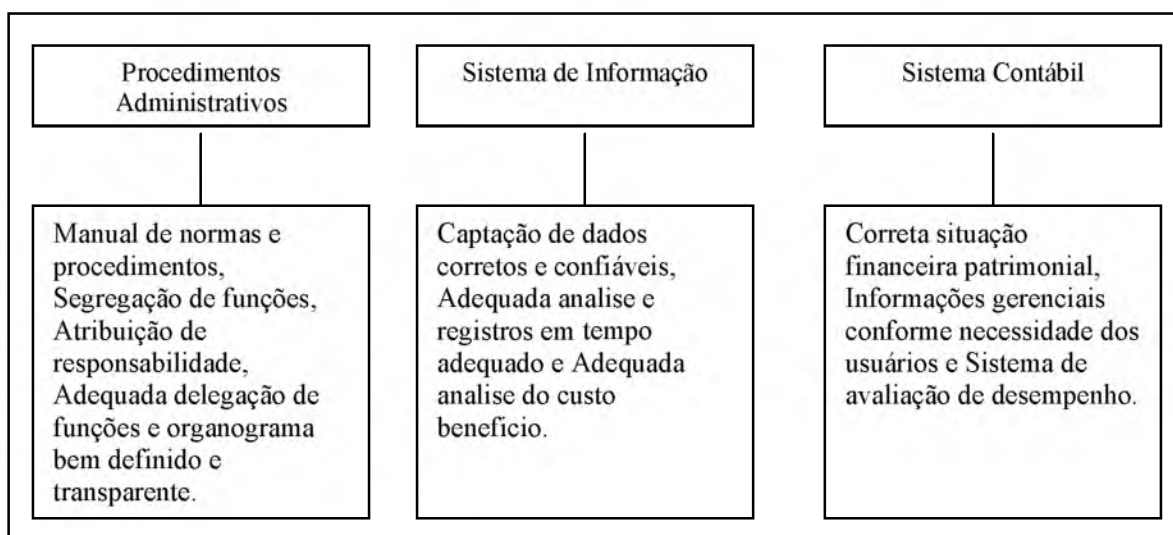 Procedimentos
Administrativos
Manual de normas e
procedimentos,
Segregação de funções,
Atribuição de
responsabilidade,
Adequada delegação de
funções e organograma
bem definido e
transparente.
Sistema de Informação
Captação de dados
corretos e confiáveis,
Adequada analise e
registros em tempo
adequado e Adequada
analise do custo
beneficio.
Sistema Contábil
Correta situação
financeira patrimonial,
Informações gerenciais
conforme necessidade dos
usuários e Sistema de
avaliação de desempenho.